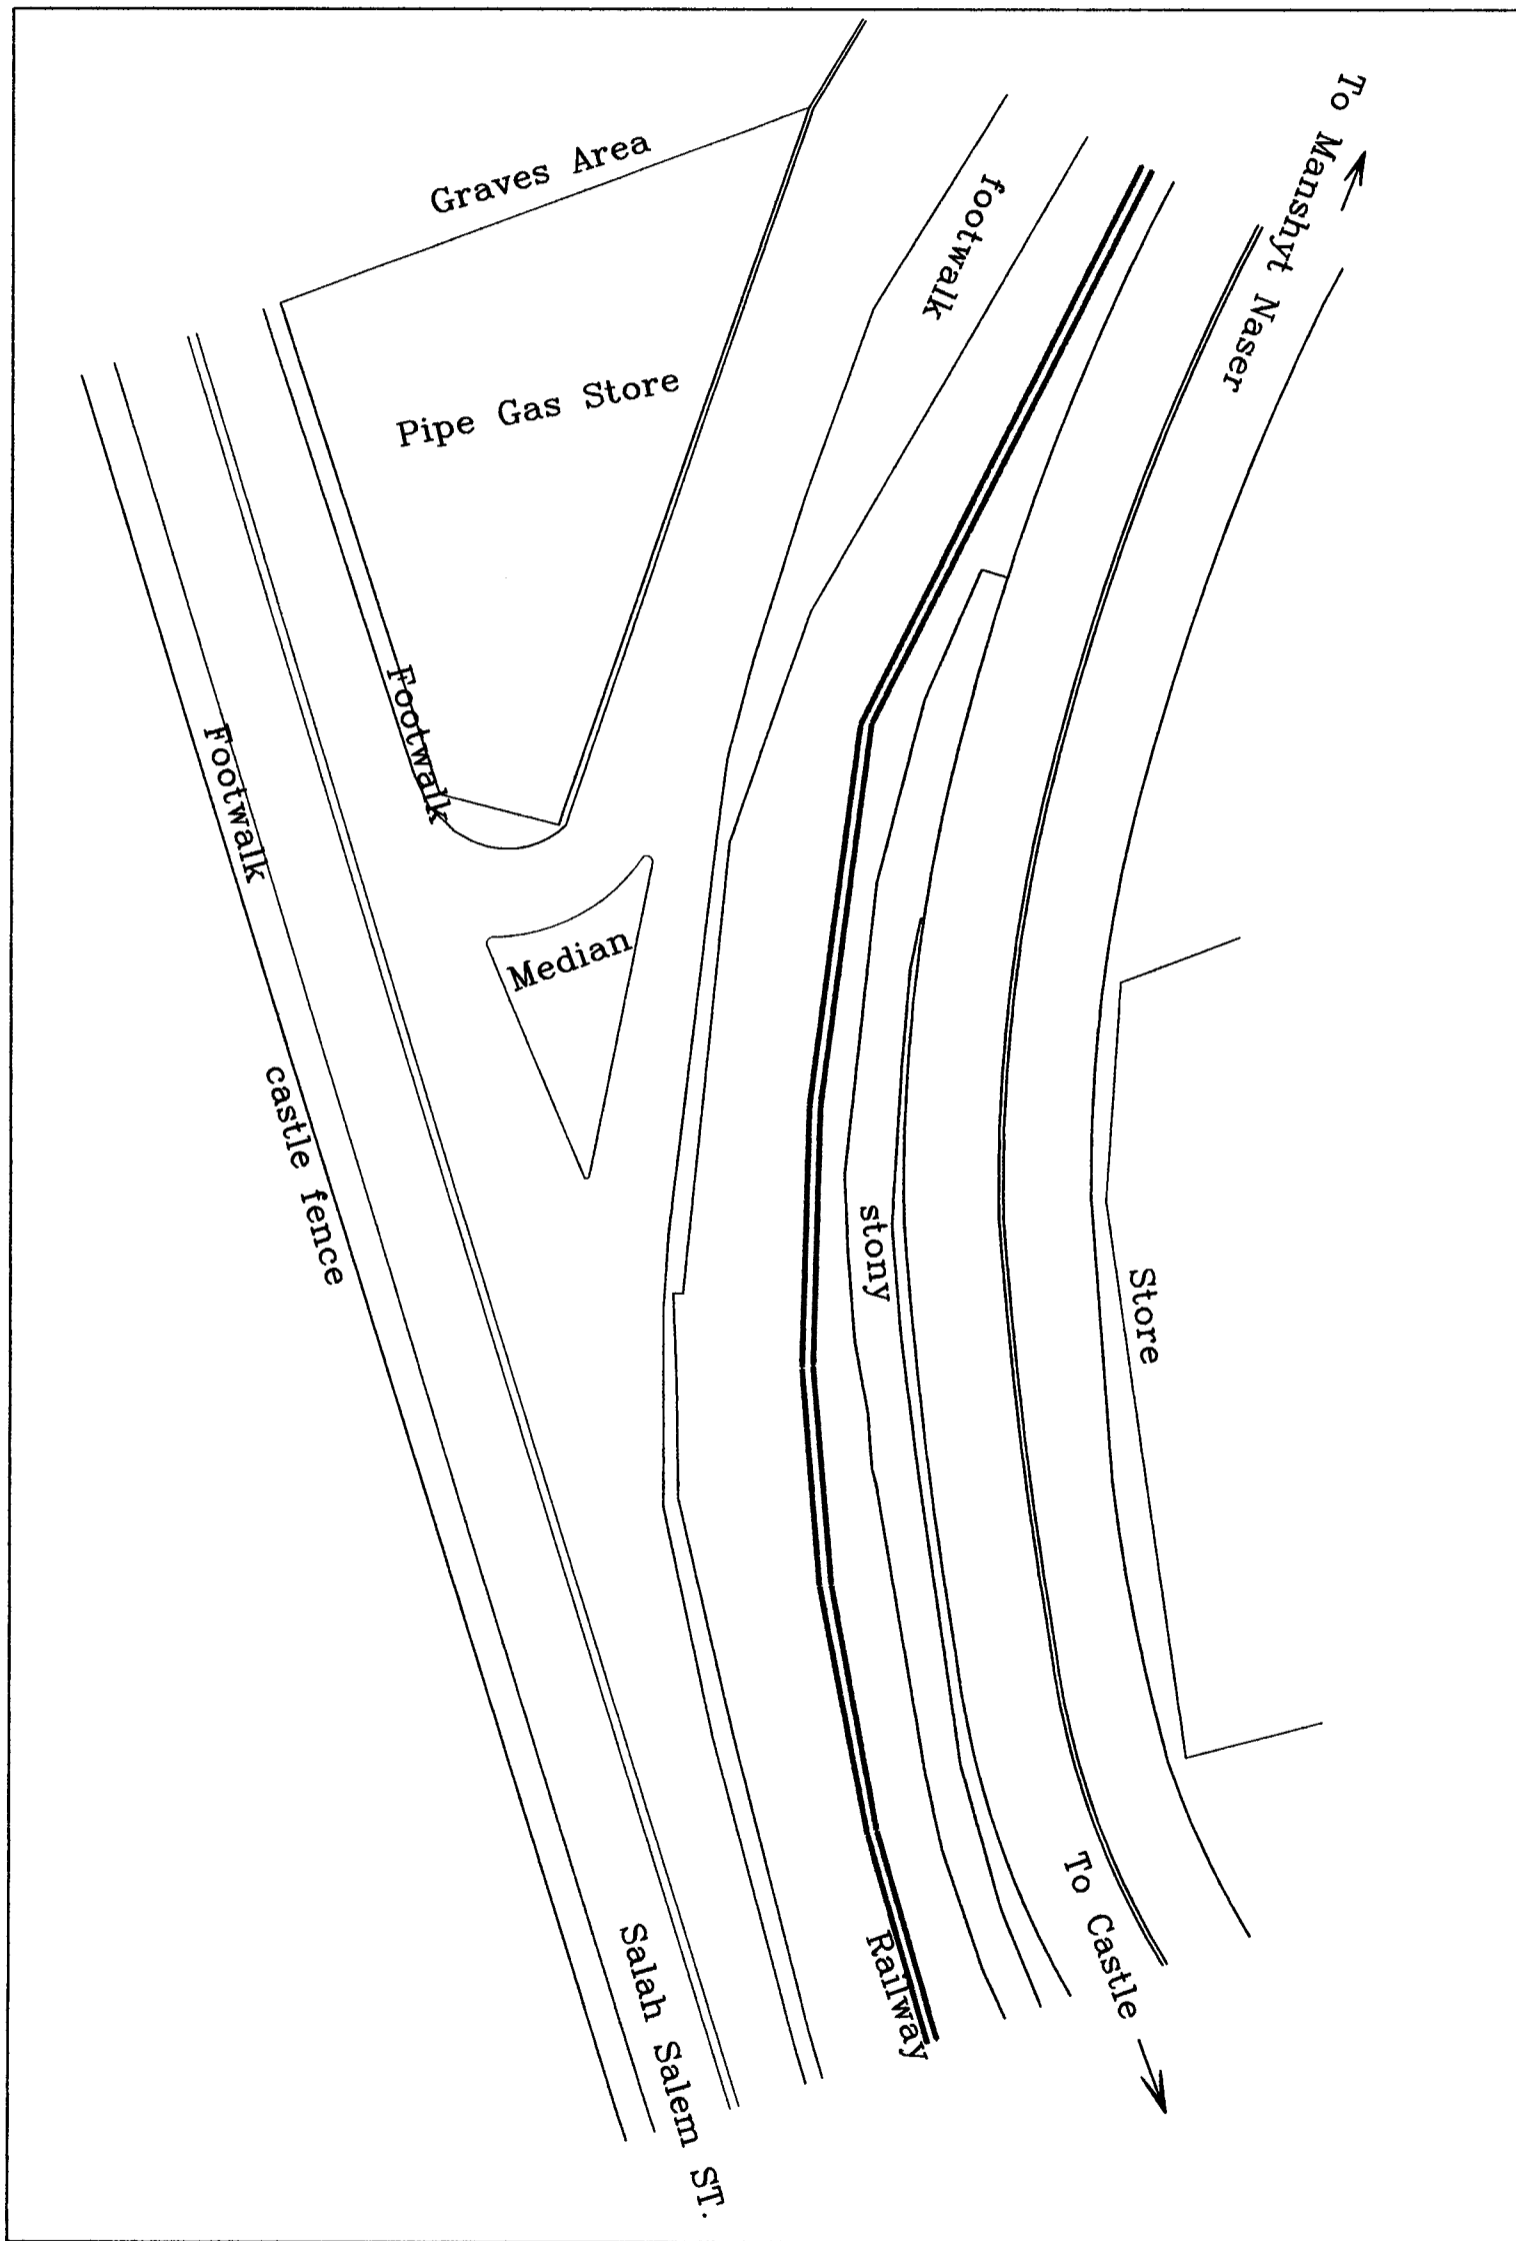 To Manshyt Naser
Graves Area
footwalk
Pipe Gas Store
Footwalk
Footwalk
Median
castle fence
stony
Store
To Castle
Railway
Salah Salem ST.